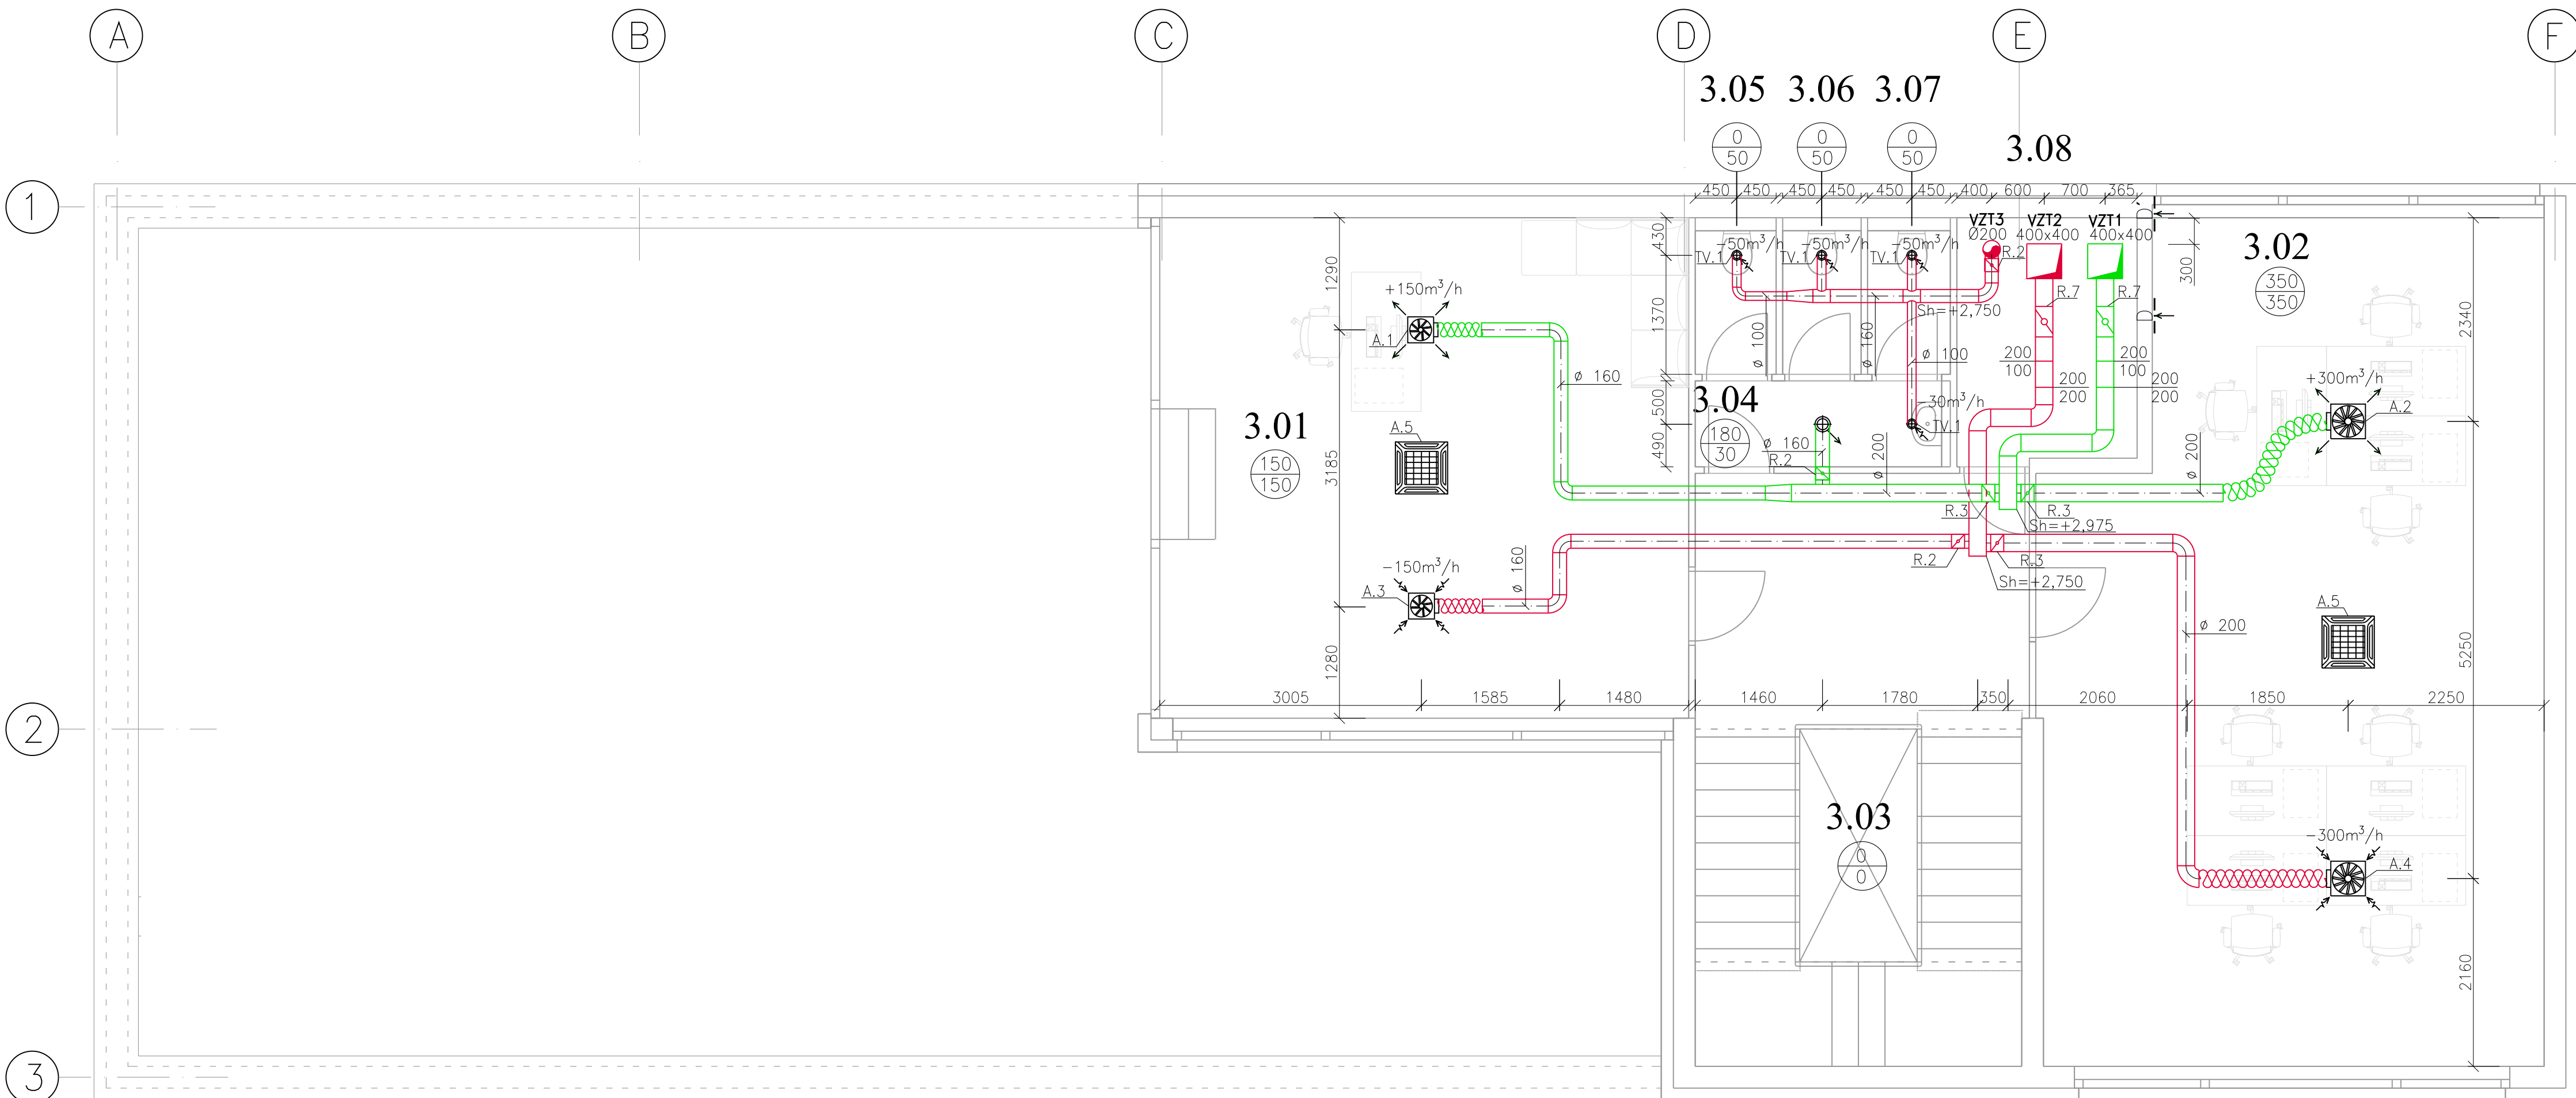 A
B
C
D
E
F
3.05
3.06
3.07
0
50
0
50
0
50
3.08
1
450
450
450
450
450
450
400
600
700
365
VZT3
VZT2
VZT1
Ø200
400x400
400x400
D
3.02
350
350
430
-50m³/h
-50m³/h
-50m³/h
TV.1
TV.1
TV.1
R.2
300
1290
+150m³/h
R.7
R.7
Sh=+2,750
D
2340
1370
A.1
ø 100
ø 160
ø 100
200
100
200
100
ø 160
200
200
200
200
+300m³/h
A.2
3.04
500
-30m³/h
TV.1
3.01
A.5
180
30
150
150
3185
490
ø 160
R.2
ø 200
ø 200
R.3
R.3
Sh=+2,975
-150m³/h
ø 160
R.2
R.3
Sh=+2,750
A.3
A.5
ø 200
5250
1280
3005
1585
1480
1460
1780
350
2060
1850
2250
2
3.03
0
0
-300m³/h
A.4
2160
3